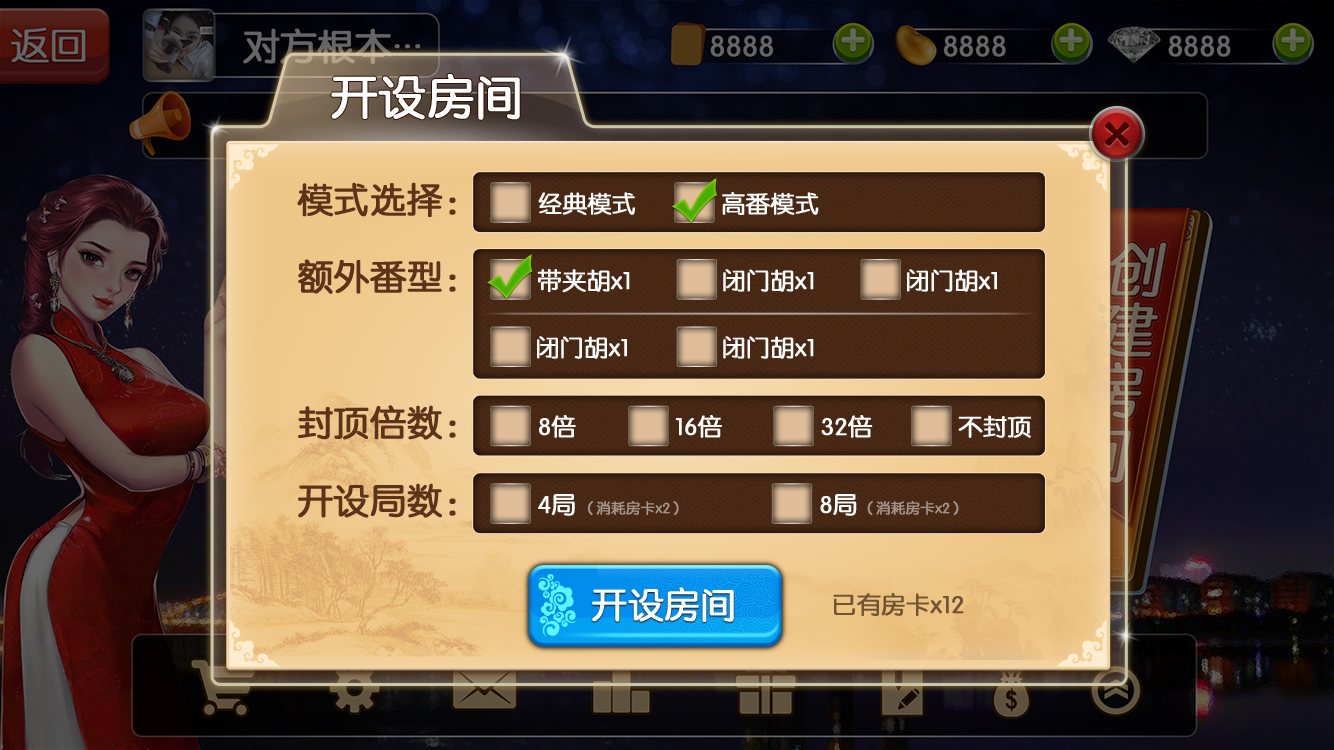 返回
对方根本…
8888
8888
8888
开设房间
模式选择：
经典模式
高番模式
额外番型：
带夹胡x1
闭门胡x1
闭门胡x1
闭门胡x1
闭门胡x1
封顶倍数：
8倍
16倍
32倍
不封顶
开设局数：
4局（消耗房卡x2）
8局（消耗房卡x2）
开设房间
已有房卡x12
创建房间
$